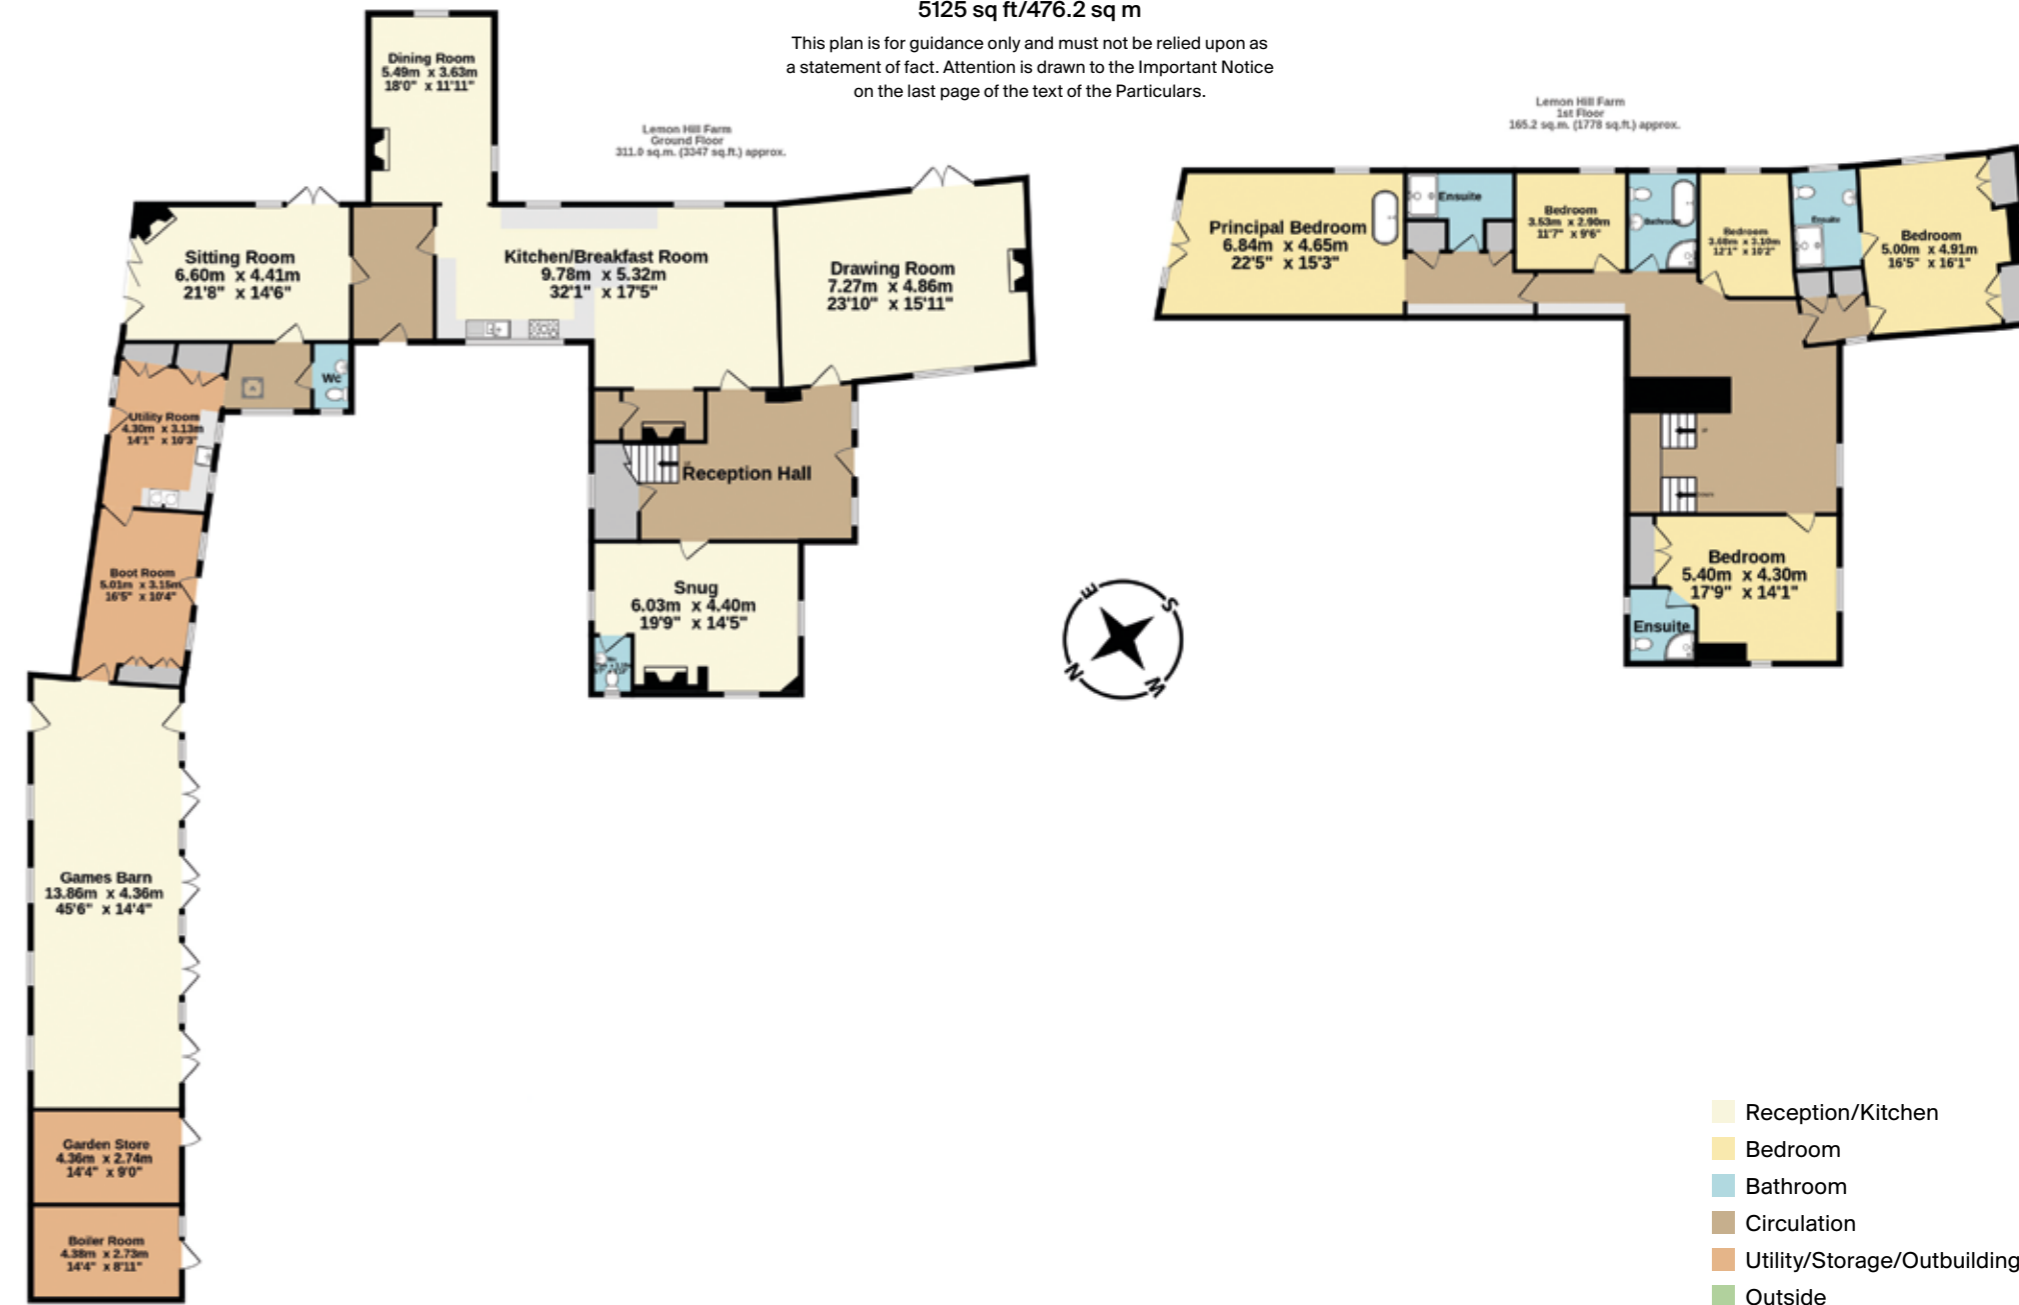 5125 sq ft/476.2 sq m
This plan is for guidance only and must not be relied upon as
a statement of fact. Attention is drawn to the Important Notice
on the last page of the text of the Particulars.
Lemon Hill Farm
Ground Floor
311.0 sq.m. (3347 sq.ft.) approx.
Dining Room
5.49m x 3.63m
18'0" x 11'11"
Sitting Room
6.60m x 4.41m
21'8" x 14'6"
Kitchen/Breakfast Room
9.78m x 5.32m
32'1" x 17'5"
Drawing Room
7.27m x 4.86m
23'10" x 15'11"
Wc
Utility Room
4.30m x 3.13m
14'1" x 10'3"
Reception Hall
Boot Room
5.01m x 3.15m
16'5" x 10'4"
Snug
6.03m x 4.40m
19'9" x 14'5"
Games Barn
13.86m x 4.36m
45'6" x 14'4"
Garden Store
4.36m x 2.74m
14'4" x 9'0"
Boiler Room
4.38m x 2.73m
14'4" x 8'11"
E
S
N
W
Lemon Hill Farm
1st Floor
165.2 sq.m. (1778 sq.ft.) approx.
Principal Bedroom
6.84m x 4.65m
22'5" x 15'3"
Ensuite
Bedroom
3.53m x 2.90m
11'7" x 9'6"
Bathroom
Bedroom
3.68m x 3.10m
12'1" x 10'2"
Ensuite
Bedroom
5.00m x 4.91m
16'5" x 16'1"
Bedroom
5.40m x 4.30m
17'9" x 14'1"
Ensuite
Reception/Kitchen
Bedroom
Bathroom
Circulation
Utility/Storage/Outbuilding
Outside